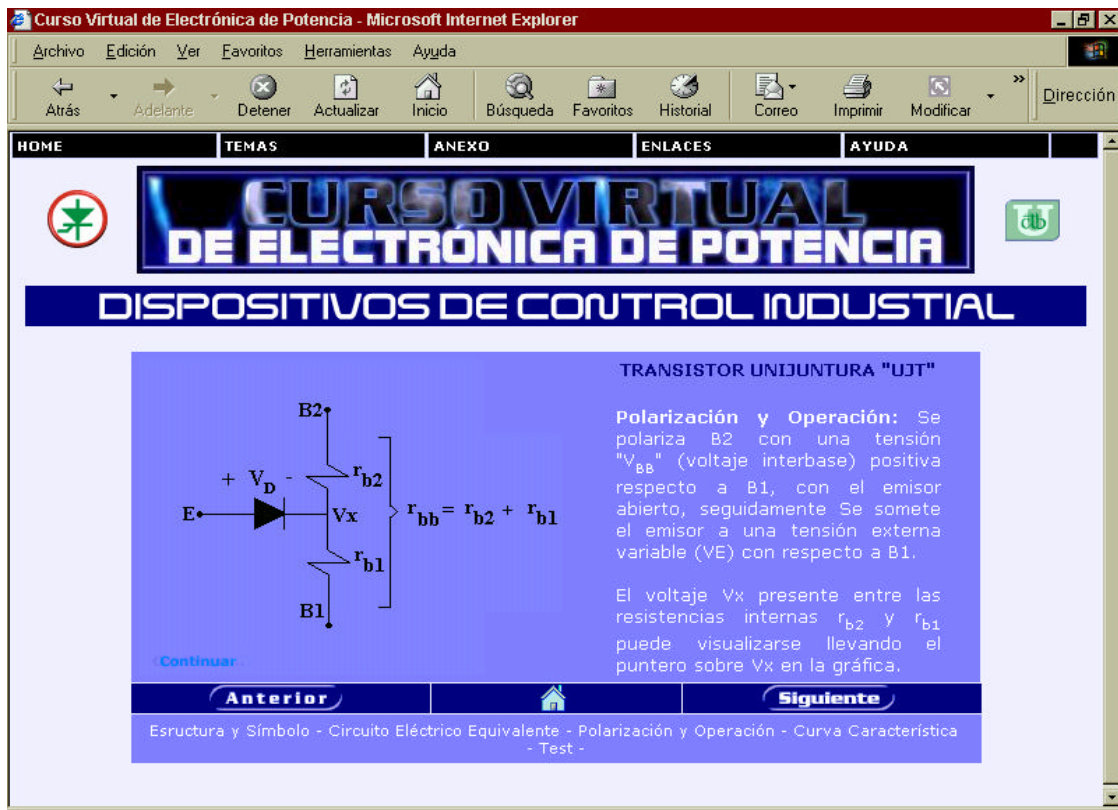 Curso Virtual de Electrónica de Potencia - Microsoft Internet Explorer
Archivo Edición Ver Favoritos Herramientas Ayuda
Atrás Adelante Detener Actualizar Inicio Búsqueda Favoritos Historial Correo Imprimir Modificar » Dirección
HOME TEMAS ANEXO ENLACES AYUDA
CURSO VIRTUAL
DE ELECTRÓNICA DE POTENCIA
DISPOSITIVOS DE CONTROL INDUSTIAL
B2
+ VD -
rb2
E
Vx
rbb = rb2 + rb1
rb1
B1
Continuar
TRANSISTOR UNIJUNTURA "UJT"
Polarización y Operación: Se
polariza B2 con una tensión
"VBB" (voltaje interbase) positiva
respecto a B1, con el emisor
abierto, seguidamente Se somete
el emisor a una tensión externa
variable (VE) con respecto a B1.
El voltaje Vx presente entre las
resistencias internas rb2 y rb1
puede visualizarse llevando el
puntero sobre Vx en la gráfica.
Anterior Siguiente
Esructura y Símbolo - Circuito Eléctrico Equivalente - Polarización y Operación - Curva Característica
- Test -